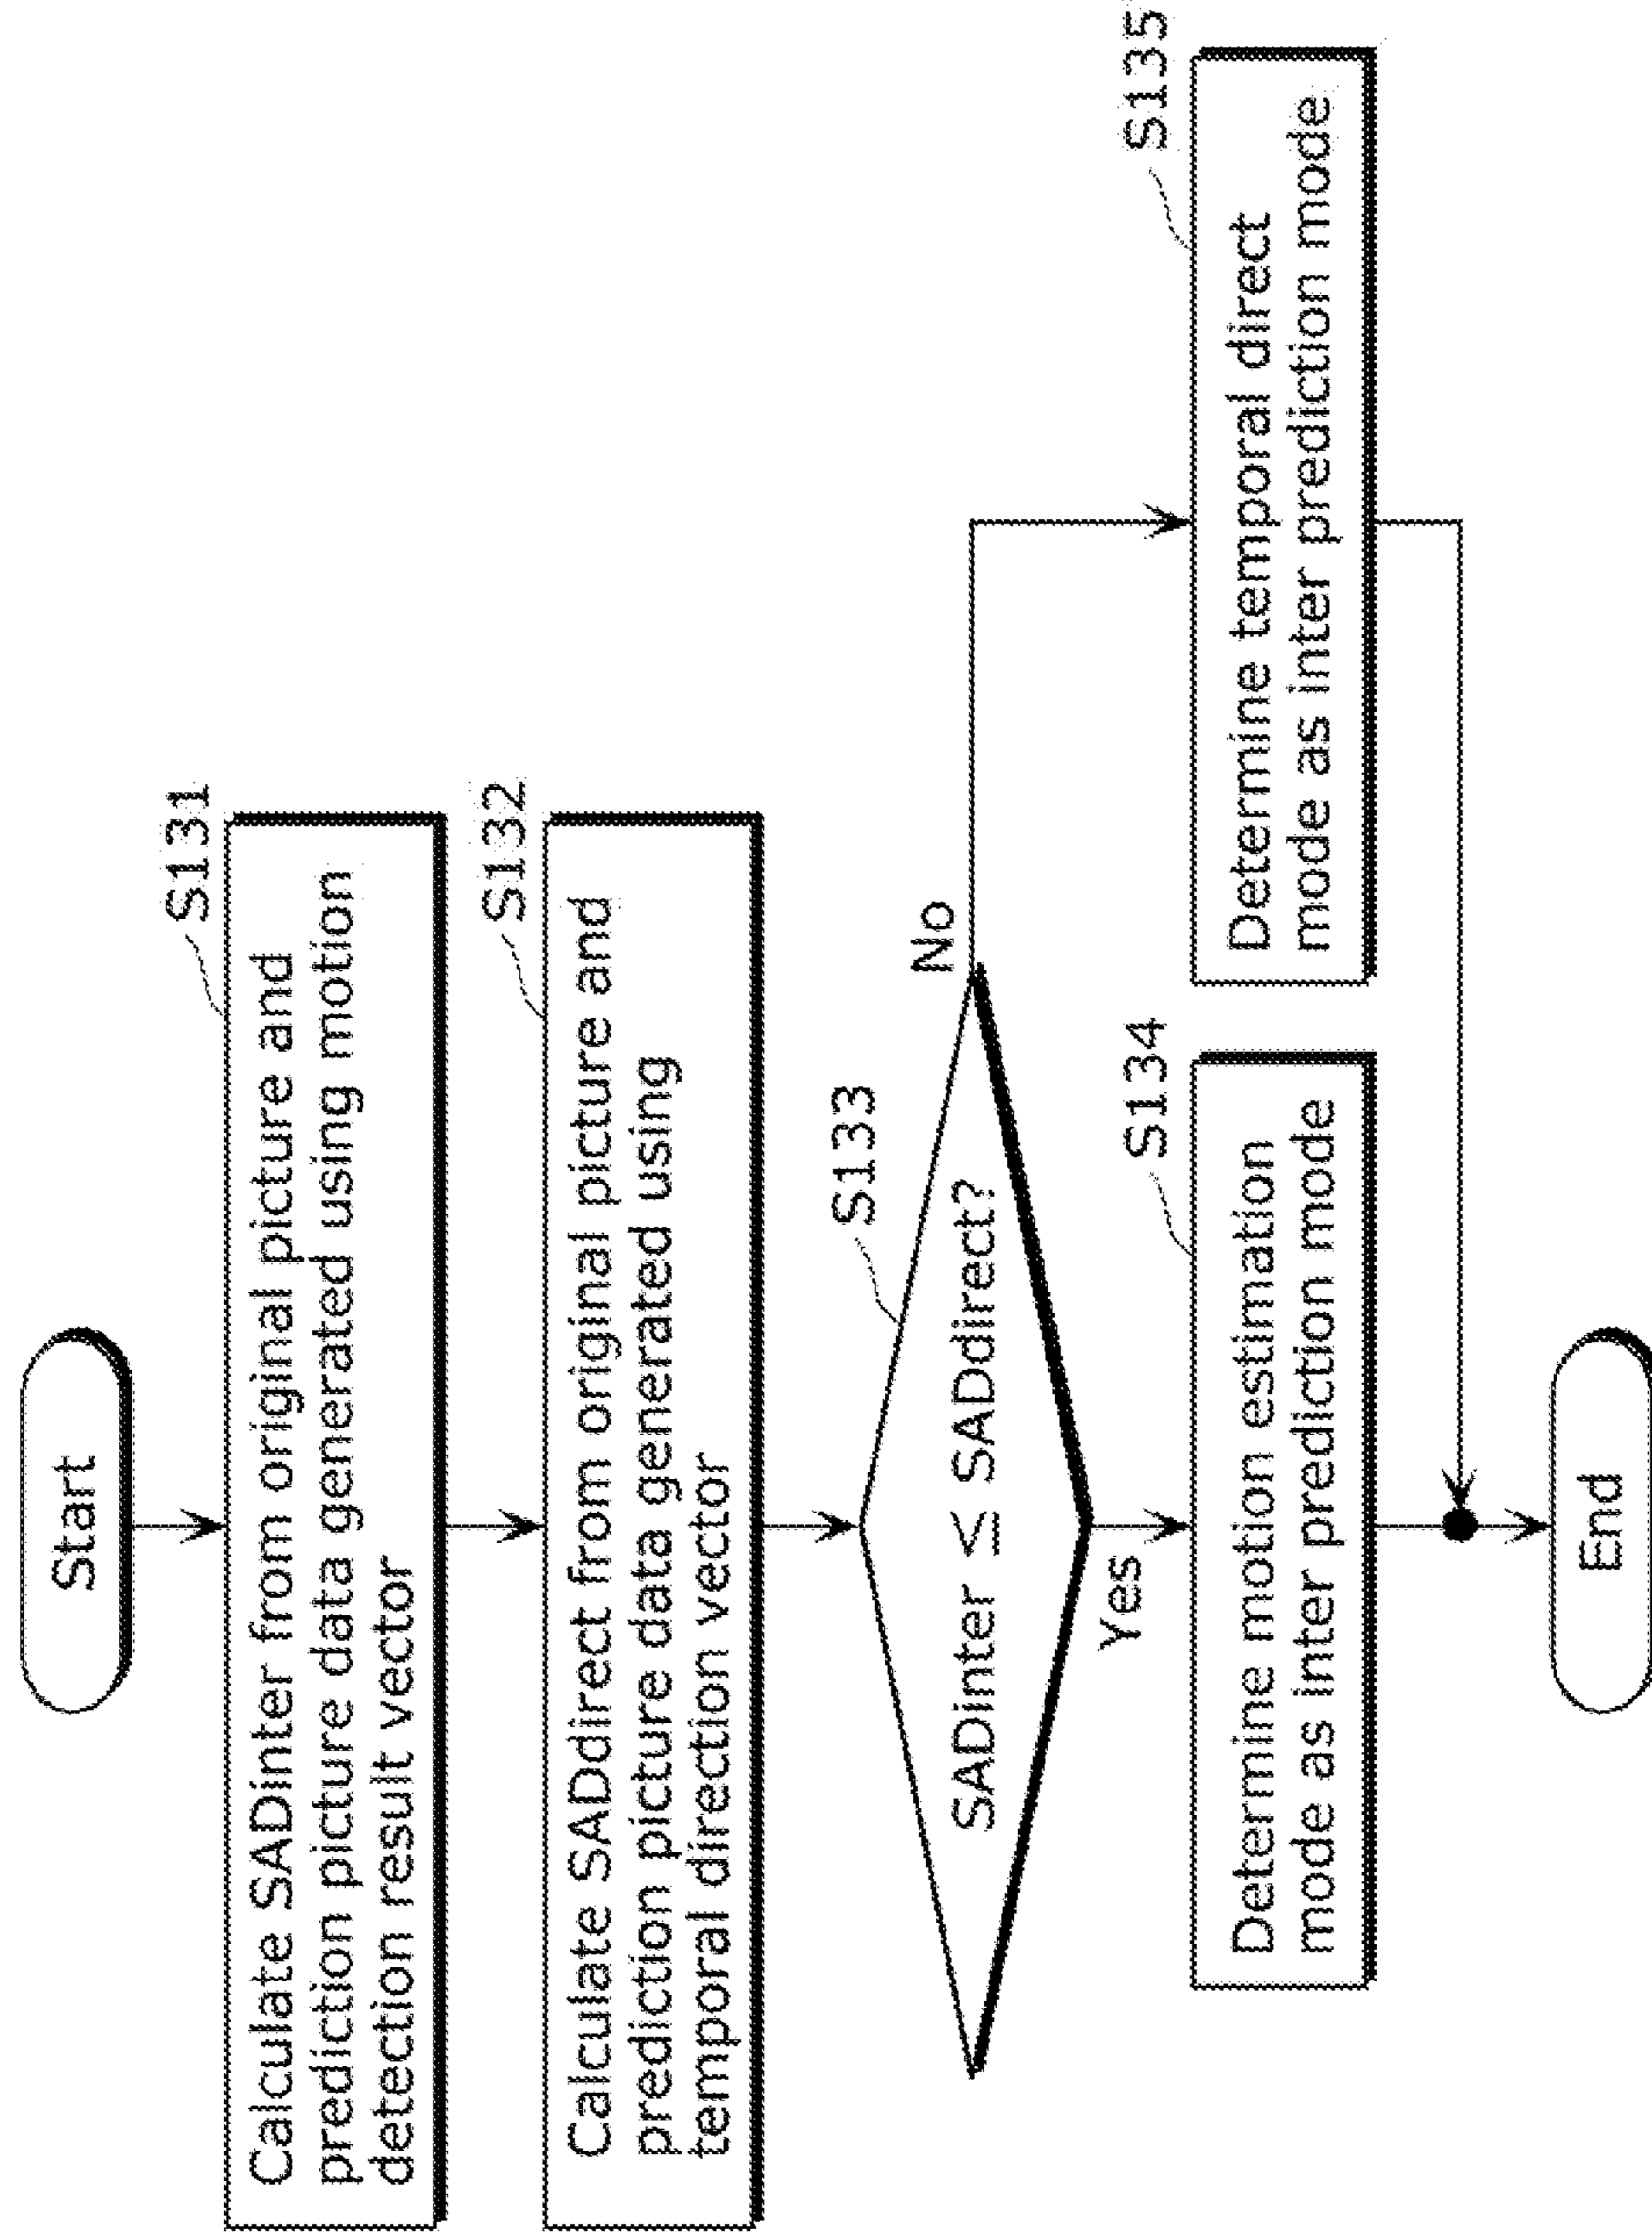 Start
S131
Calculate SADinter from original picture and
prediction picture data generated using motion
detection result vector
S132
Calculate SADdirect from original picture and
prediction picture data generated using
temporal direction vector
S133
SADinter ≤ SADdirect?
No
Yes
S134
Determine motion estimation
mode as inter prediction mode
S135
Determine temporal direct
mode as inter prediction mode
End